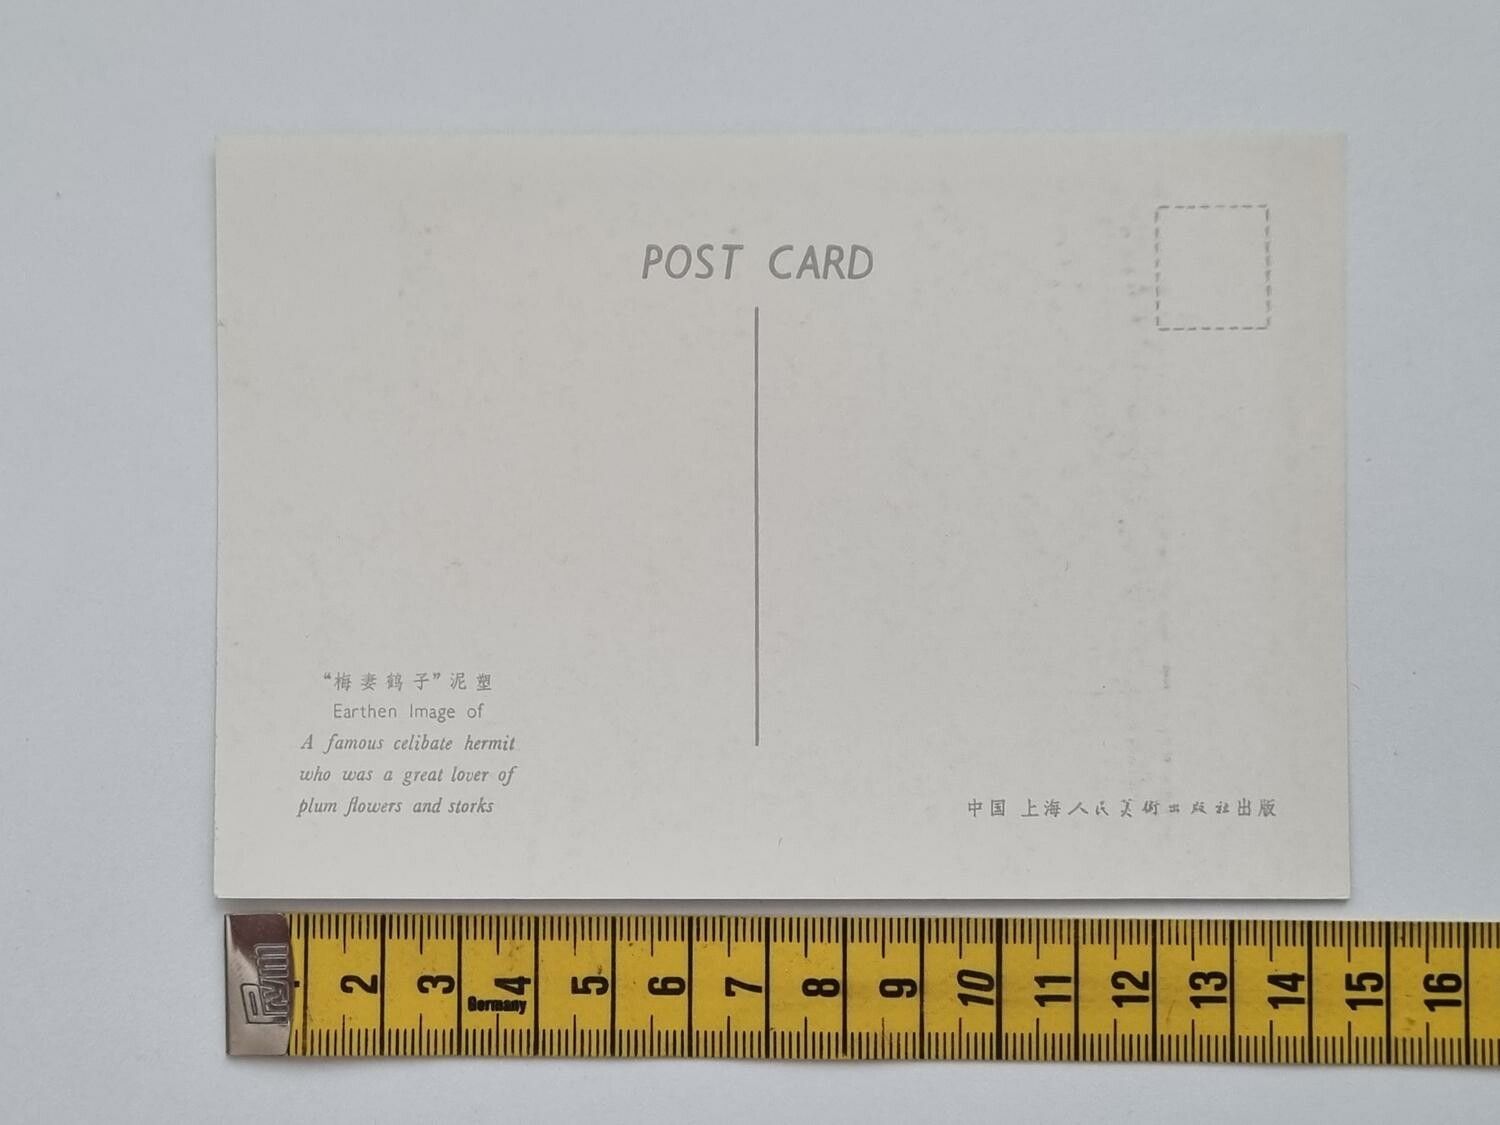 POST CARD
“梅妻鹤子”泥塑
Earthen Image of
A famous celibate hermit
who was a great lover of
plum flowers and storks
中国 上海人民美術出版社出版
Prym
2 3 4 5 6 7 8 9 10 11 12 13 14 15 16
Germany